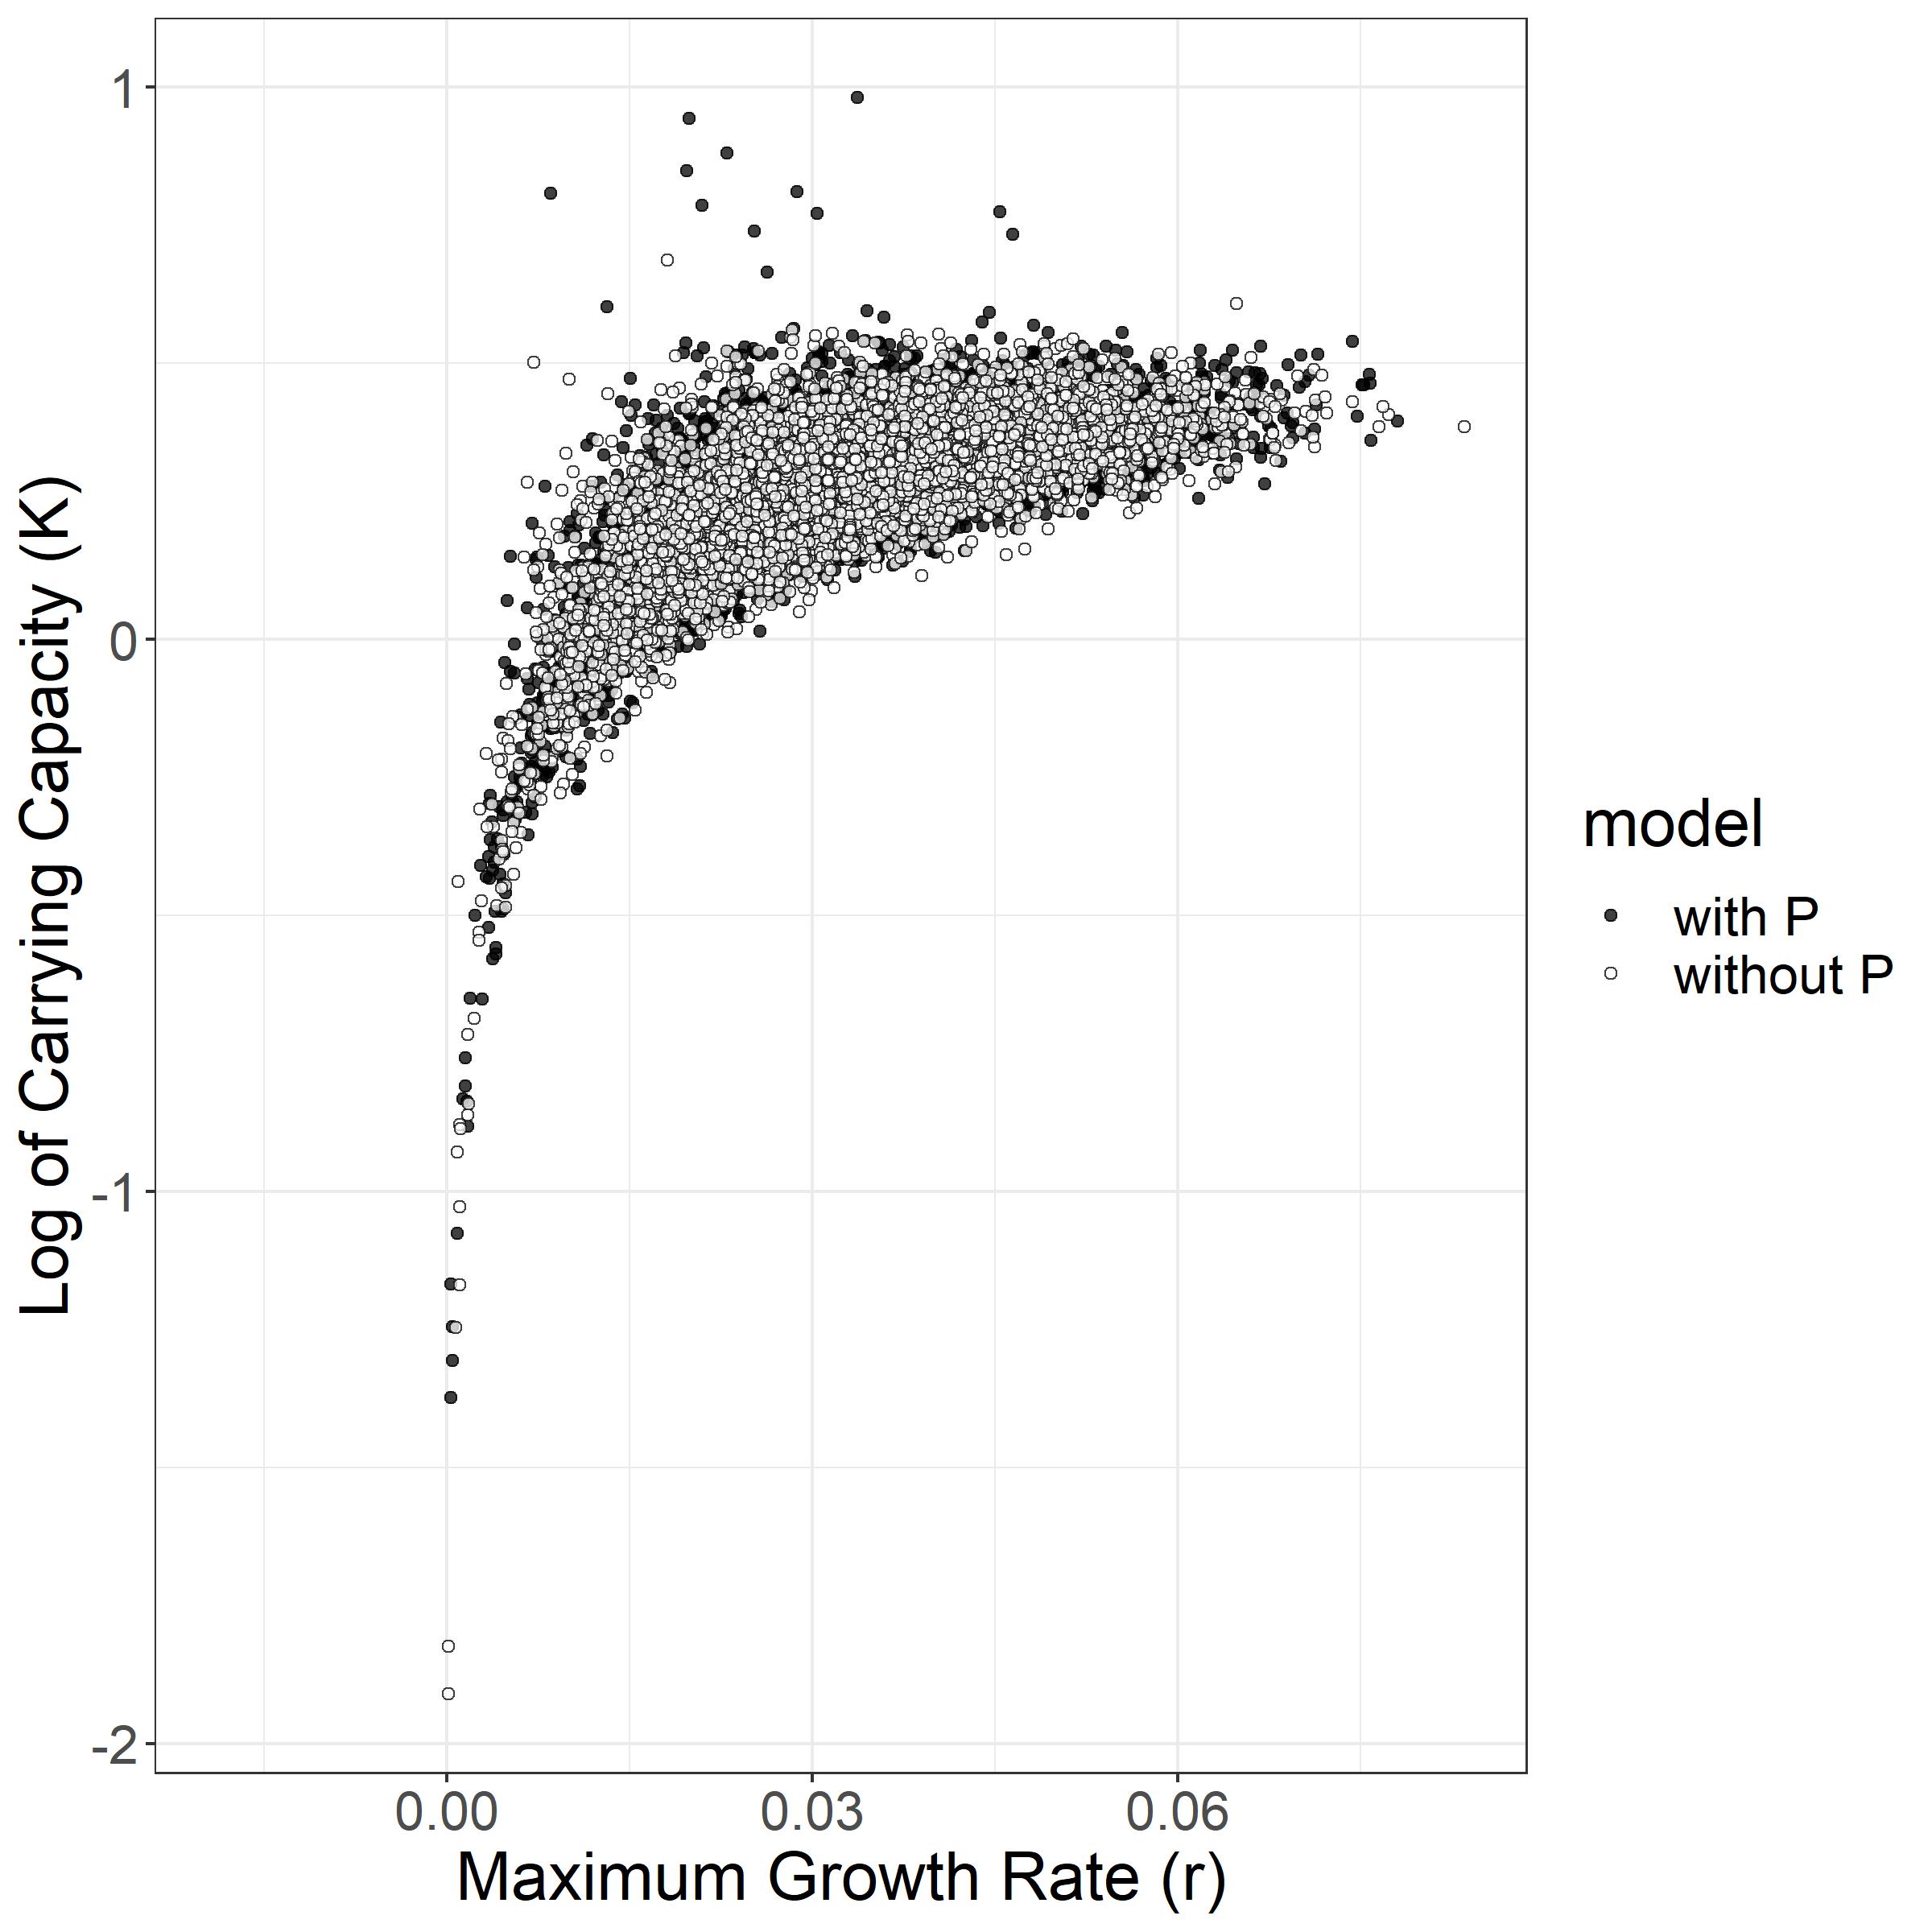 Log of Carrying Capacity (K)
1
0
-1
-2
0.00
0.03
0.06
Maximum Growth Rate (r)
model
with P
without P